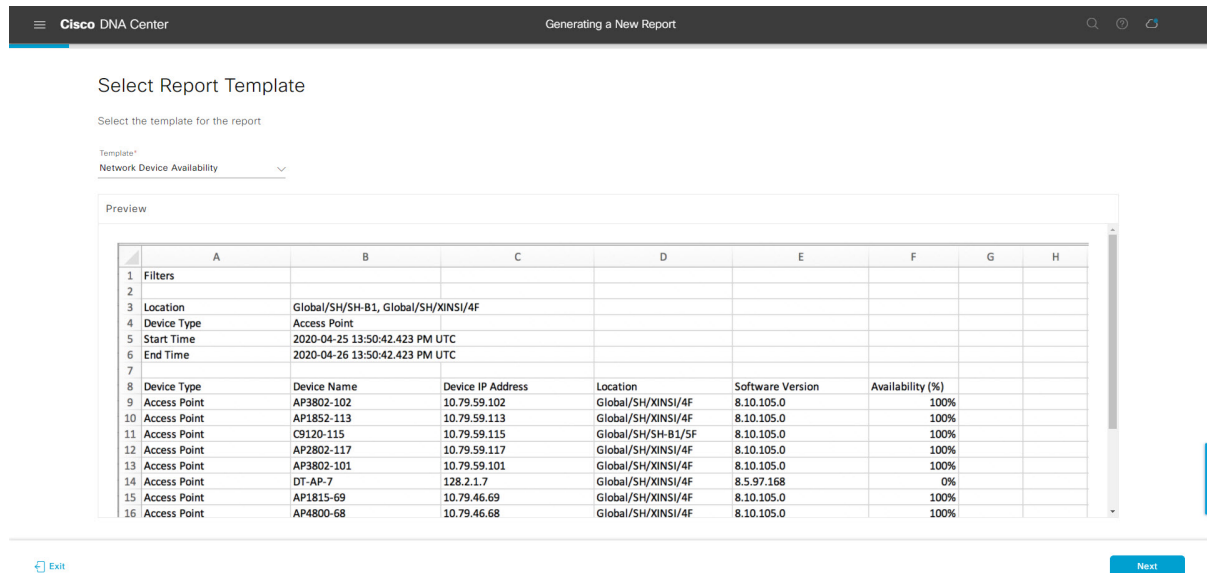 Cisco DNA Center Generating a New Report
Select Report Template
Select the template for the report
Template*
Network Device Availability
Preview
A B C D E F G H
1 Filters
2
3 Location Global/SH/SH-B1, Global/SH/XINSI/4F
4 Device Type Access Point
5 Start Time 2020-04-25 13:50:42.423 PM UTC
6 End Time 2020-04-26 13:50:42.423 PM UTC
7
8 Device Type Device Name Device IP Address Location Software Version Availability (%)
9 Access Point AP3802-102 10.79.59.102 Global/SH/XINSI/4F 8.10.105.0 100%
10 Access Point AP1852-113 10.79.59.113 Global/SH/XINSI/4F 8.10.105.0 100%
11 Access Point C9120-115 10.79.59.115 Global/SH/SH-B1/5F 8.10.105.0 100%
12 Access Point AP2802-117 10.79.59.117 Global/SH/XINSI/4F 8.10.105.0 100%
13 Access Point AP3802-101 10.79.59.101 Global/SH/XINSI/4F 8.10.105.0 100%
14 Access Point DT-AP-7 128.2.1.7 Global/SH/XINSI/4F 8.5.97.168 0%
15 Access Point AP1815-69 10.79.46.69 Global/SH/XINSI/4F 8.10.105.0 100%
16 Access Point AP4800-68 10.79.46.68 Global/SH/XINSI/4F 8.10.105.0 100%
Exit Next